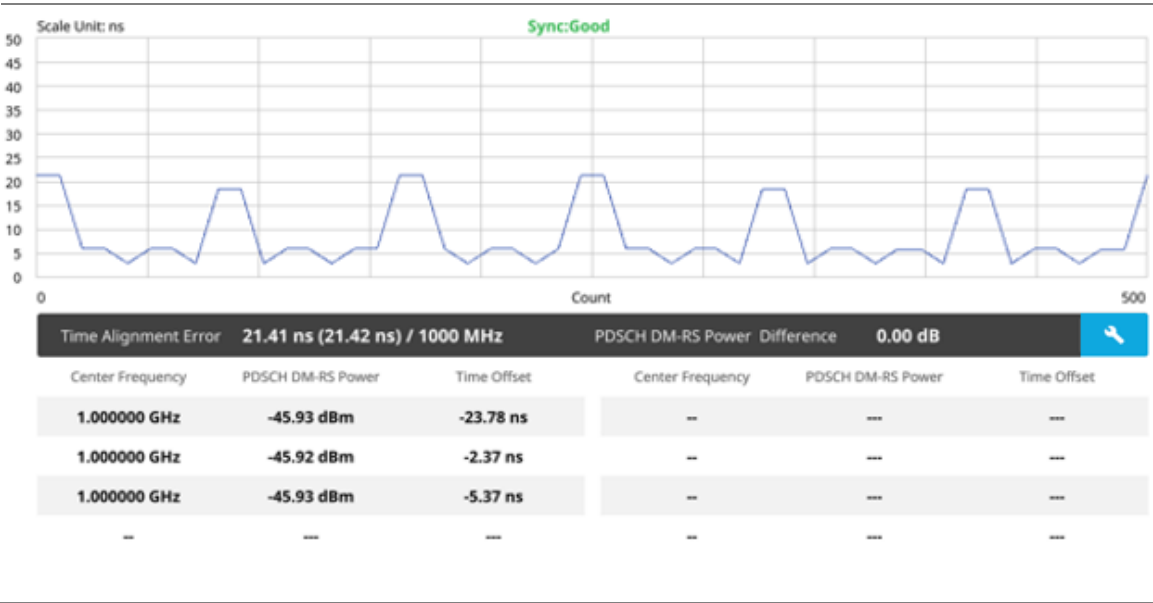 Scale Unit: ns Sync:Good
50
45
40
35
30
25
20
15
10
5
0
0 Count 500
Time Alignment Error 21.41 ns (21.42 ns) / 1000 MHz PDSCH DM-RS Power Difference 0.00 dB
Center Frequency PDSCH DM-RS Power Time Offset Center Frequency PDSCH DM-RS Power Time Offset
1.000000 GHz -45.93 dBm -23.78 ns -- --- ---
1.000000 GHz -45.92 dBm -2.37 ns -- --- ---
1.000000 GHz -45.93 dBm -5.37 ns -- --- ---
-- --- --- -- --- ---